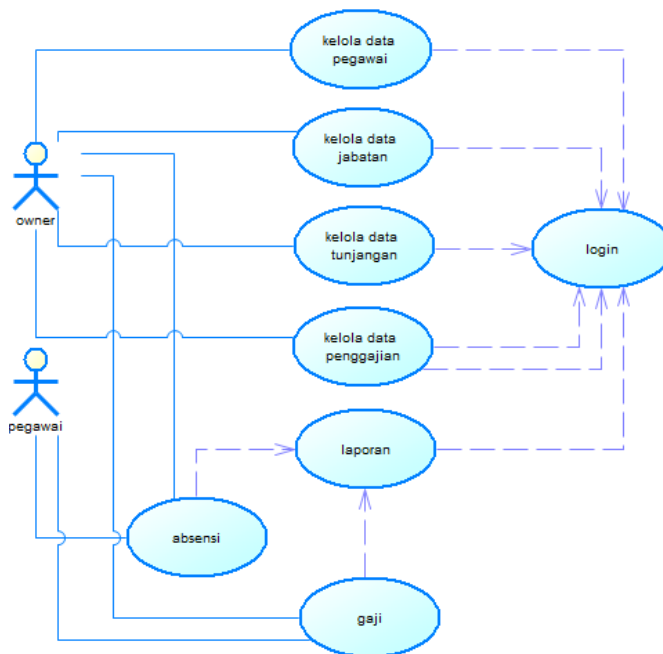 kelola data
pegawai
kelola data
jabatan
owner
kelola data
tunjangan
login
kelola data
penggajian
pegawai
laporan
absensi
gaji